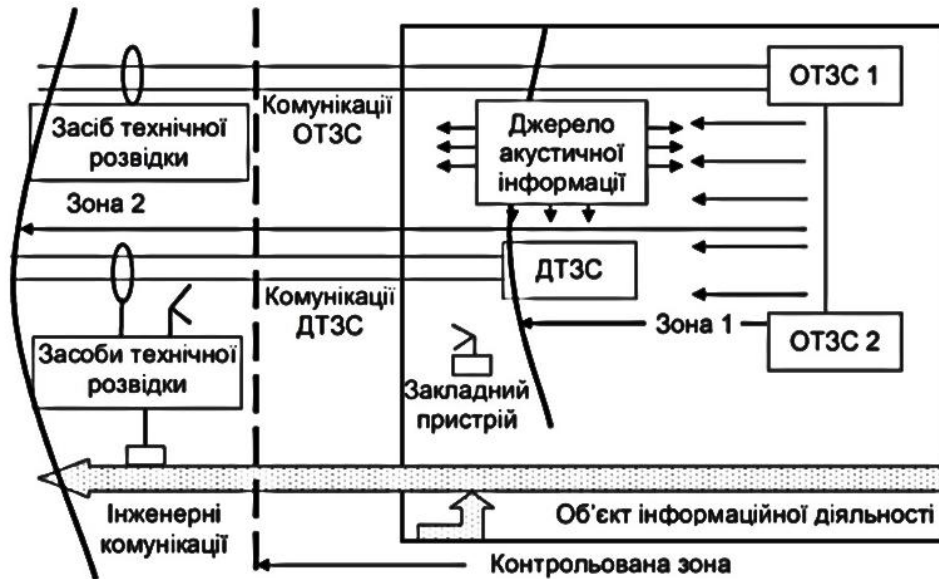 ОТЗС 1
Комунікації
ОТЗС
Засіб технічної
розвідки
Джерело
акустичної
інформації
Зона 2
ДТЗС
Комунікації
ДТЗС
Зона 1
ОТЗС 2
Засоби технічної
розвідки
Закладний
пристрій
Інженерні
комунікації
Об'єкт інформаційної діяльності
Контрольована зона